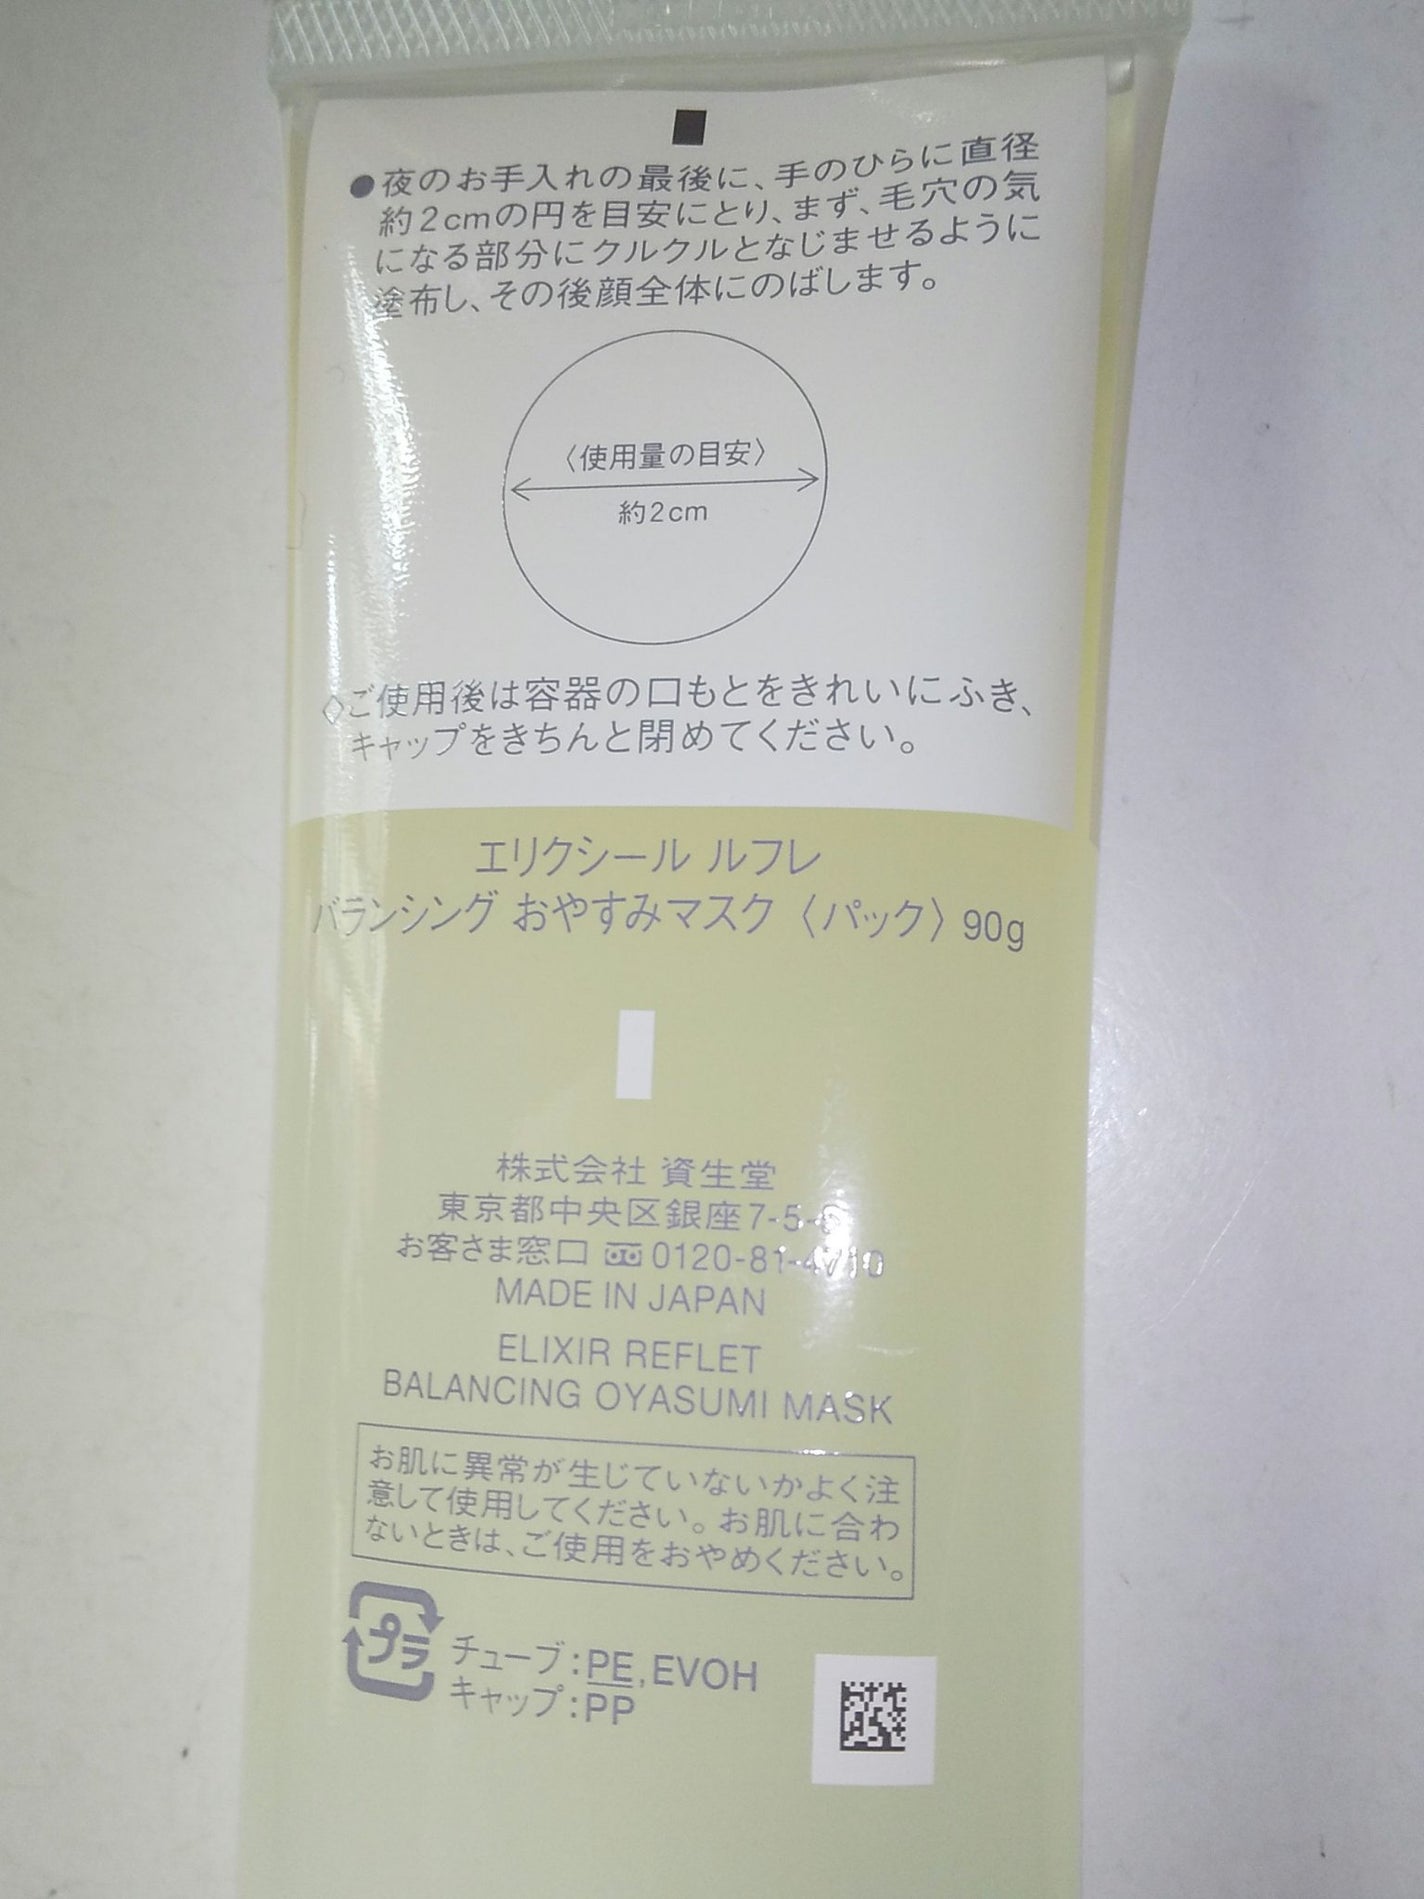 ●夜のお手入れの最後に、手のひらに直径
約2cmの円を目安にとり、まず、毛穴の気
になる部分にクルクルとなじませるように
塗布し、その後顔全体にのばします。
〈使用量の目安〉
約2cm
◇ご使用後は容器の口もとをきれいにふき、
キャップをきちんと閉めてください。
エリクシール ルフレ
バランシング おやすみマスク〈パック〉90g
株式会社 資生堂
東京都中央区銀座7-5-
お客さま窓口 0120-81-4710
MADE IN JAPAN
ELIXIR REFLET
BALANCING OYASUMI MASK
お肌に異常が生じていないかよく注
意して使用してください。お肌に合わ
ないときは、ご使用をおやめください。
プラ
チューブ:PE,EVOH
キャップ:PP